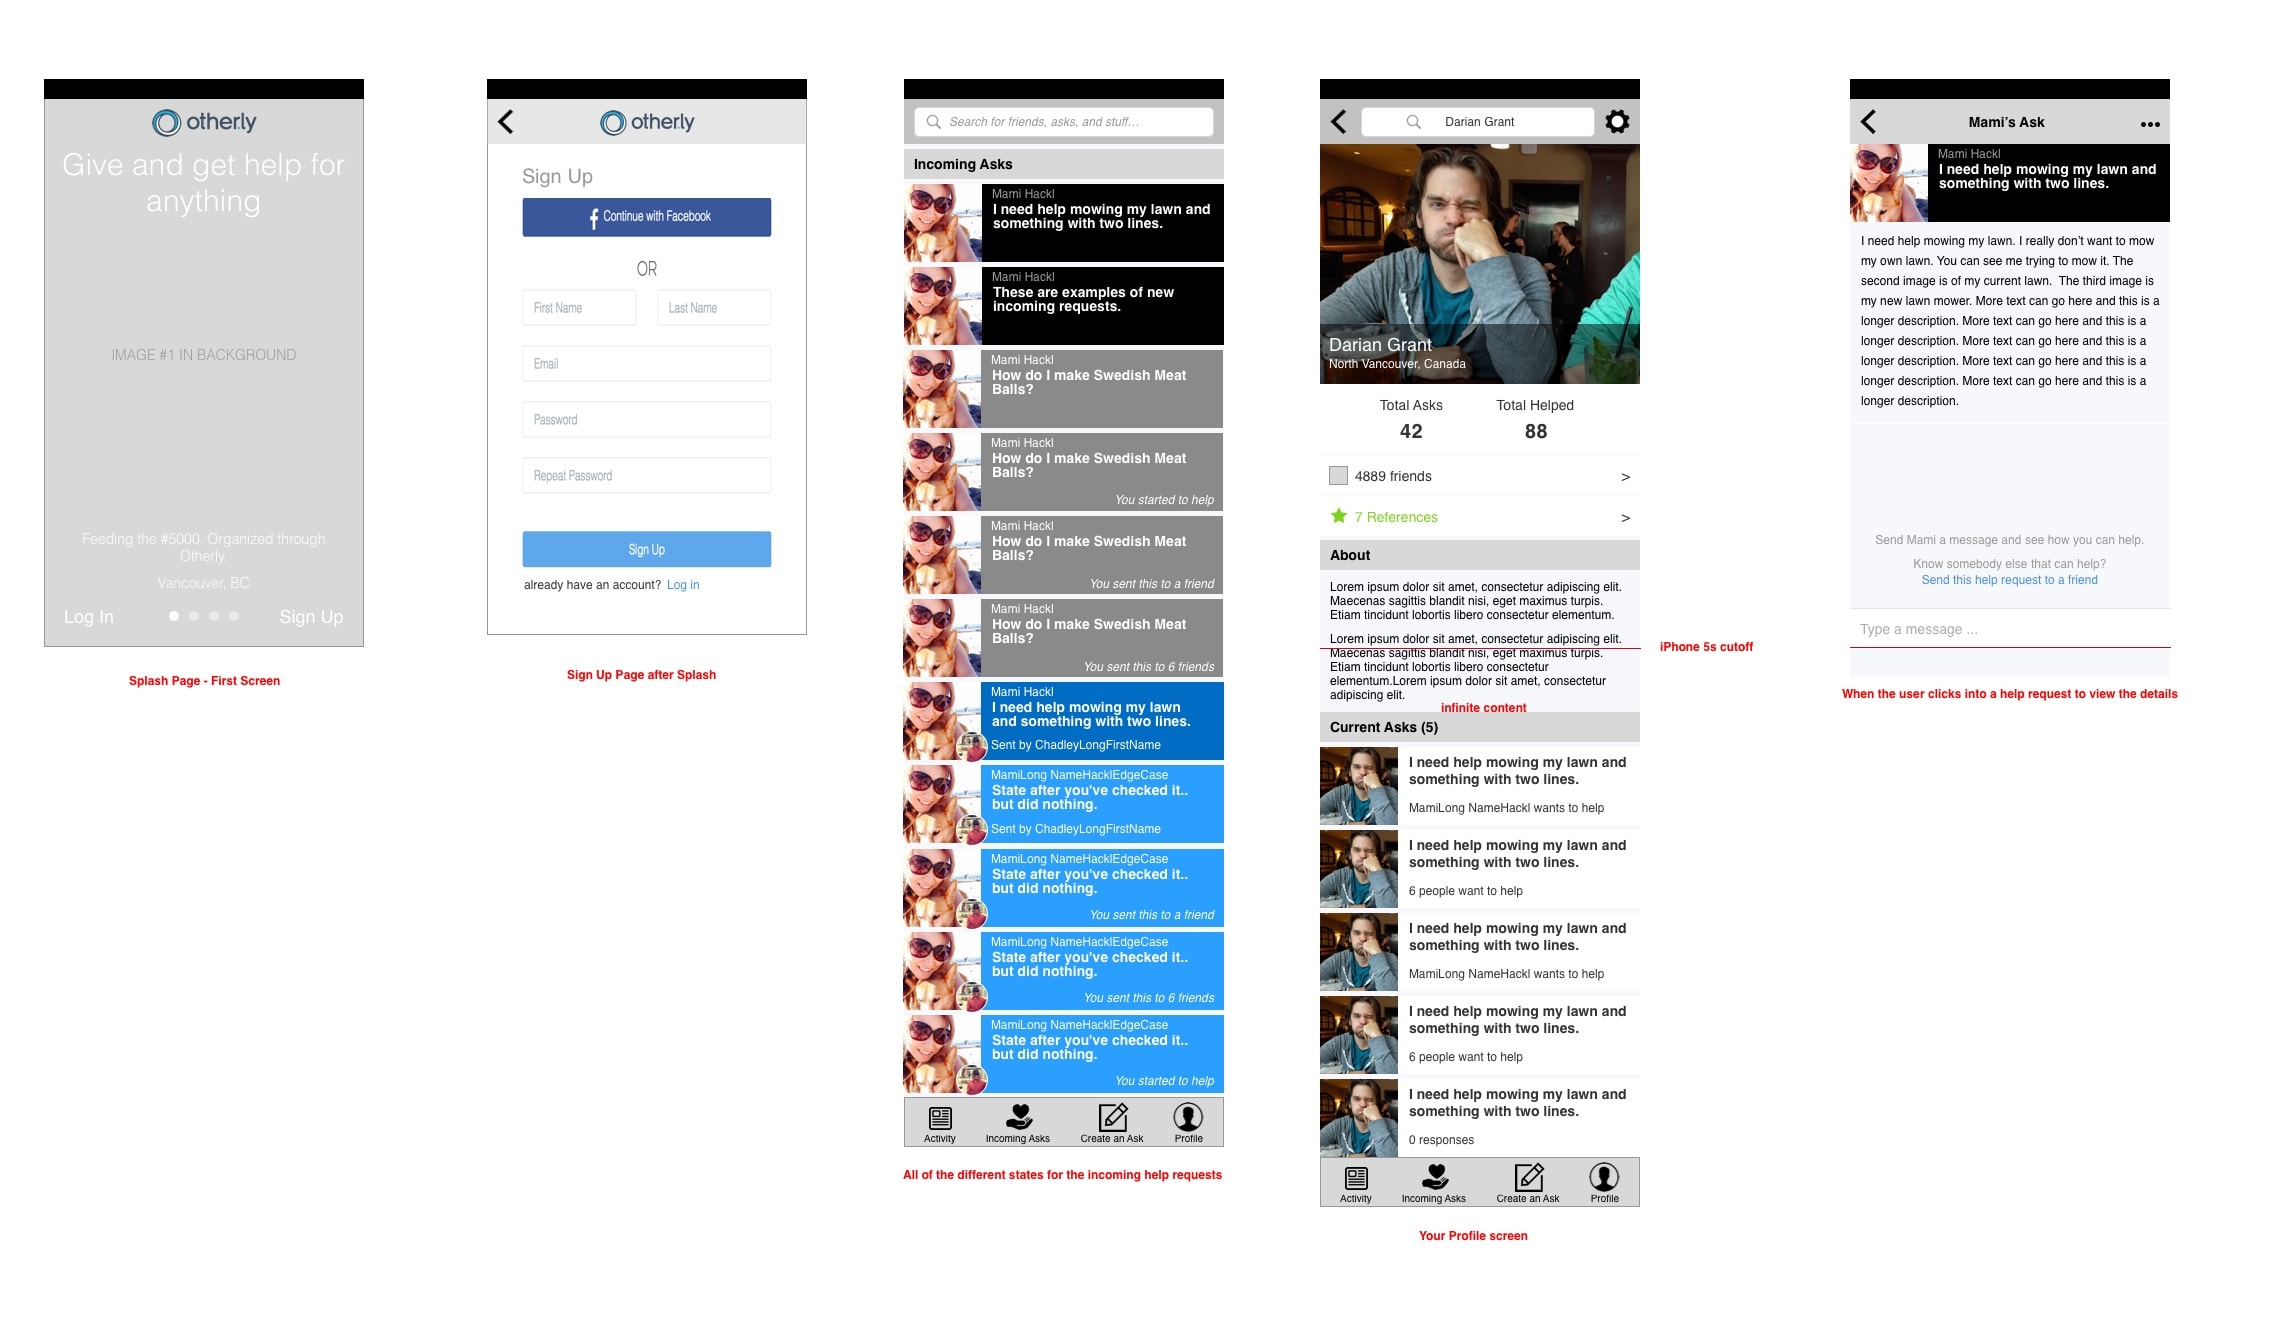 otherly
Give and get help for
anything
IMAGE #1 IN BACKGROUND
Feeding the #5000. Organized through
Otherly.
Vancouver, BC
Log In
Sign Up
Splash Page - First Screen
otherly
Sign Up
Continue with Facebook
OR
First Name
Last Name
Email
Password
Repeat Password
Sign Up
already have an account? Log in
Sign Up Page after Splash
Search for friends, asks, and stuff...
Incoming Asks
Mami Hackl
I need help mowing my lawn and
something with two lines.
Mami Hackl
These are examples of new
incoming requests.
Mami Hackl
How do I make Swedish Meat
Balls?
Mami Hackl
How do I make Swedish Meat
Balls?
You started to help
Mami Hackl
How do I make Swedish Meat
Balls?
You sent this to a friend
Mami Hackl
How do I make Swedish Meat
Balls?
You sent this to 6 friends
Mami Hackl
I need help mowing my lawn
and something with two lines.
Sent by ChadleyLongFirstName
MamiLong NameHacklEdgeCase
State after you've checked it..
but did nothing.
Sent by ChadleyLongFirstName
MamiLong NameHacklEdgeCase
State after you've checked it..
but did nothing.
You sent this to a friend
MamiLong NameHacklEdgeCase
State after you've checked it..
but did nothing.
You sent this to 6 friends
MamiLong NameHacklEdgeCase
State after you've checked it..
but did nothing.
You started to help
Activity
Incoming Asks
Create an Ask
Profile
All of the different states for the incoming help requests
Darian Grant
Darian Grant
North Vancouver, Canada
Total Asks
Total Helped
42
88
4889 friends >
7 References >
About
Lorem ipsum dolor sit amet, consectetur adipiscing elit.
Maecenas sagittis blandit nisi, eget maximus turpis.
Etiam tincidunt lobortis libero consectetur elementum.
Lorem ipsum dolor sit amet, consectetur adipiscing elit.
Maecenas sagittis blandit nisi, eget maximus turpis.
Etiam tincidunt lobortis libero consectetur
elementum.Lorem ipsum dolor sit amet, consectetur
adipiscing elit.
iPhone 5s cutoff
infinite content
Current Asks (5)
I need help mowing my lawn and
something with two lines.
MamiLong NameHackl wants to help
I need help mowing my lawn and
something with two lines.
6 people want to help
I need help mowing my lawn and
something with two lines.
MamiLong NameHackl wants to help
I need help mowing my lawn and
something with two lines.
6 people want to help
I need help mowing my lawn and
something with two lines.
0 responses
Activity
Incoming Asks
Create an Ask
Profile
Your Profile screen
Mami's Ask
Mami Hackl
I need help mowing my lawn and
something with two lines.
I need help mowing my lawn. I really don't want to mow
my own lawn. You can see me trying to mow it. The
second image is of my current lawn. The third image is
my new lawn mower. More text can go here and this is a
longer description. More text can go here and this is a
longer description. More text can go here and this is a
longer description. More text can go here and this is a
longer description. More text can go here and this is a
longer description.
Send Mami a message and see how you can help.
Know somebody else that can help?
Send this help request to a friend
Type a message ...
When the user clicks into a help request to view the details